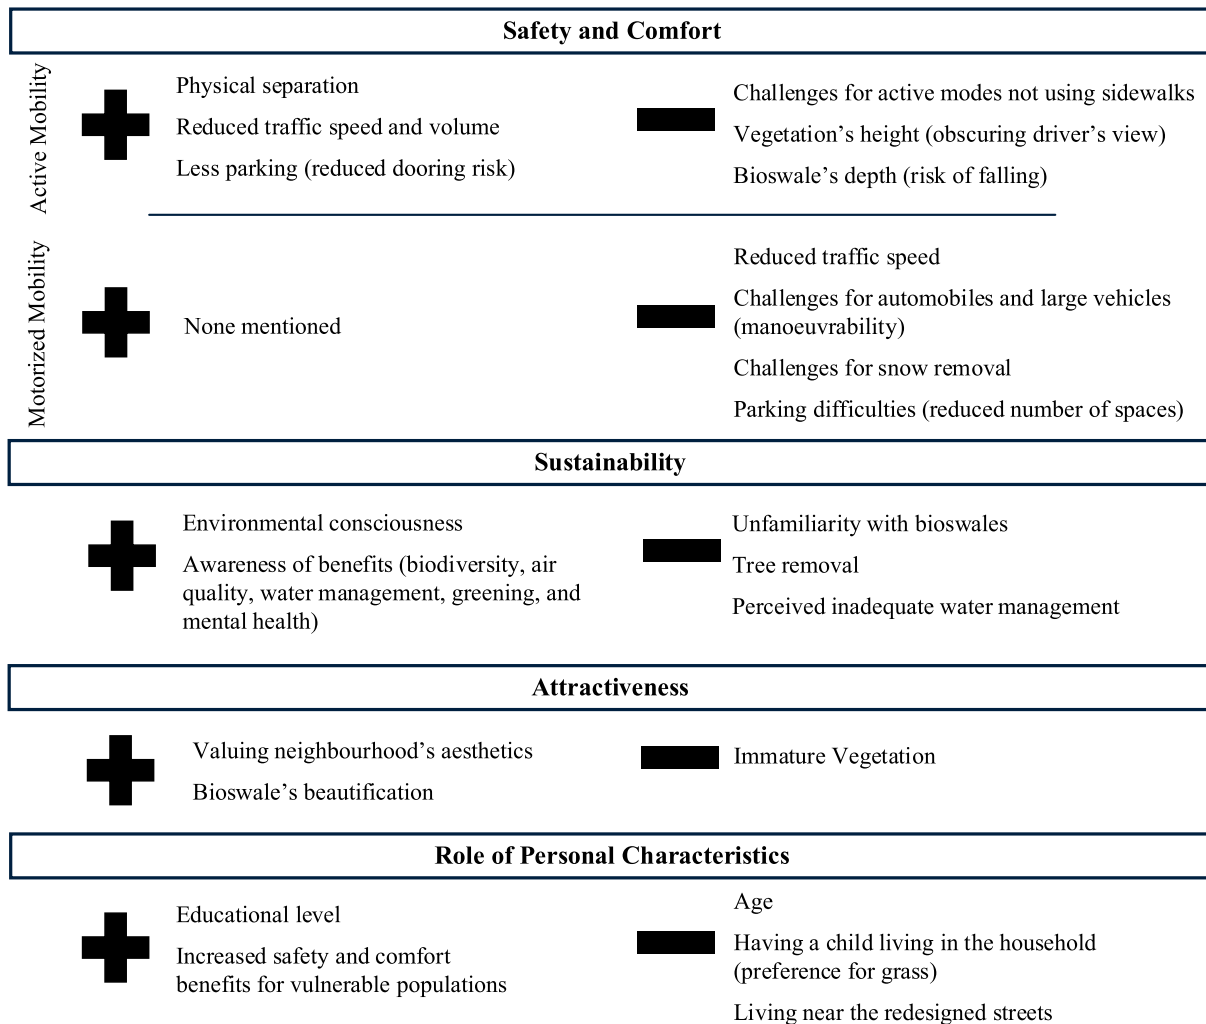 Safety and Comfort
Active Mobility
Physical separation
Reduced traffic speed and volume
Less parking (reduced dooring risk)
Challenges for active modes not using sidewalks
Vegetation’s height (obscuring driver’s view)
Bioswale’s depth (risk of falling)
Motorized Mobility
None mentioned
Reduced traffic speed
Challenges for automobiles and large vehicles
(manoeuvrability)
Challenges for snow removal
Parking difficulties (reduced number of spaces)
Sustainability
Environmental consciousness
Awareness of benefits (biodiversity, air
quality, water management, greening, and
mental health)
Unfamiliarity with bioswales
Tree removal
Perceived inadequate water management
Attractiveness
Valuing neighbourhood’s aesthetics
Bioswale’s beautification
Immature Vegetation
Role of Personal Characteristics
Educational level
Increased safety and comfort
benefits for vulnerable populations
Age
Having a child living in the household
(preference for grass)
Living near the redesigned streets